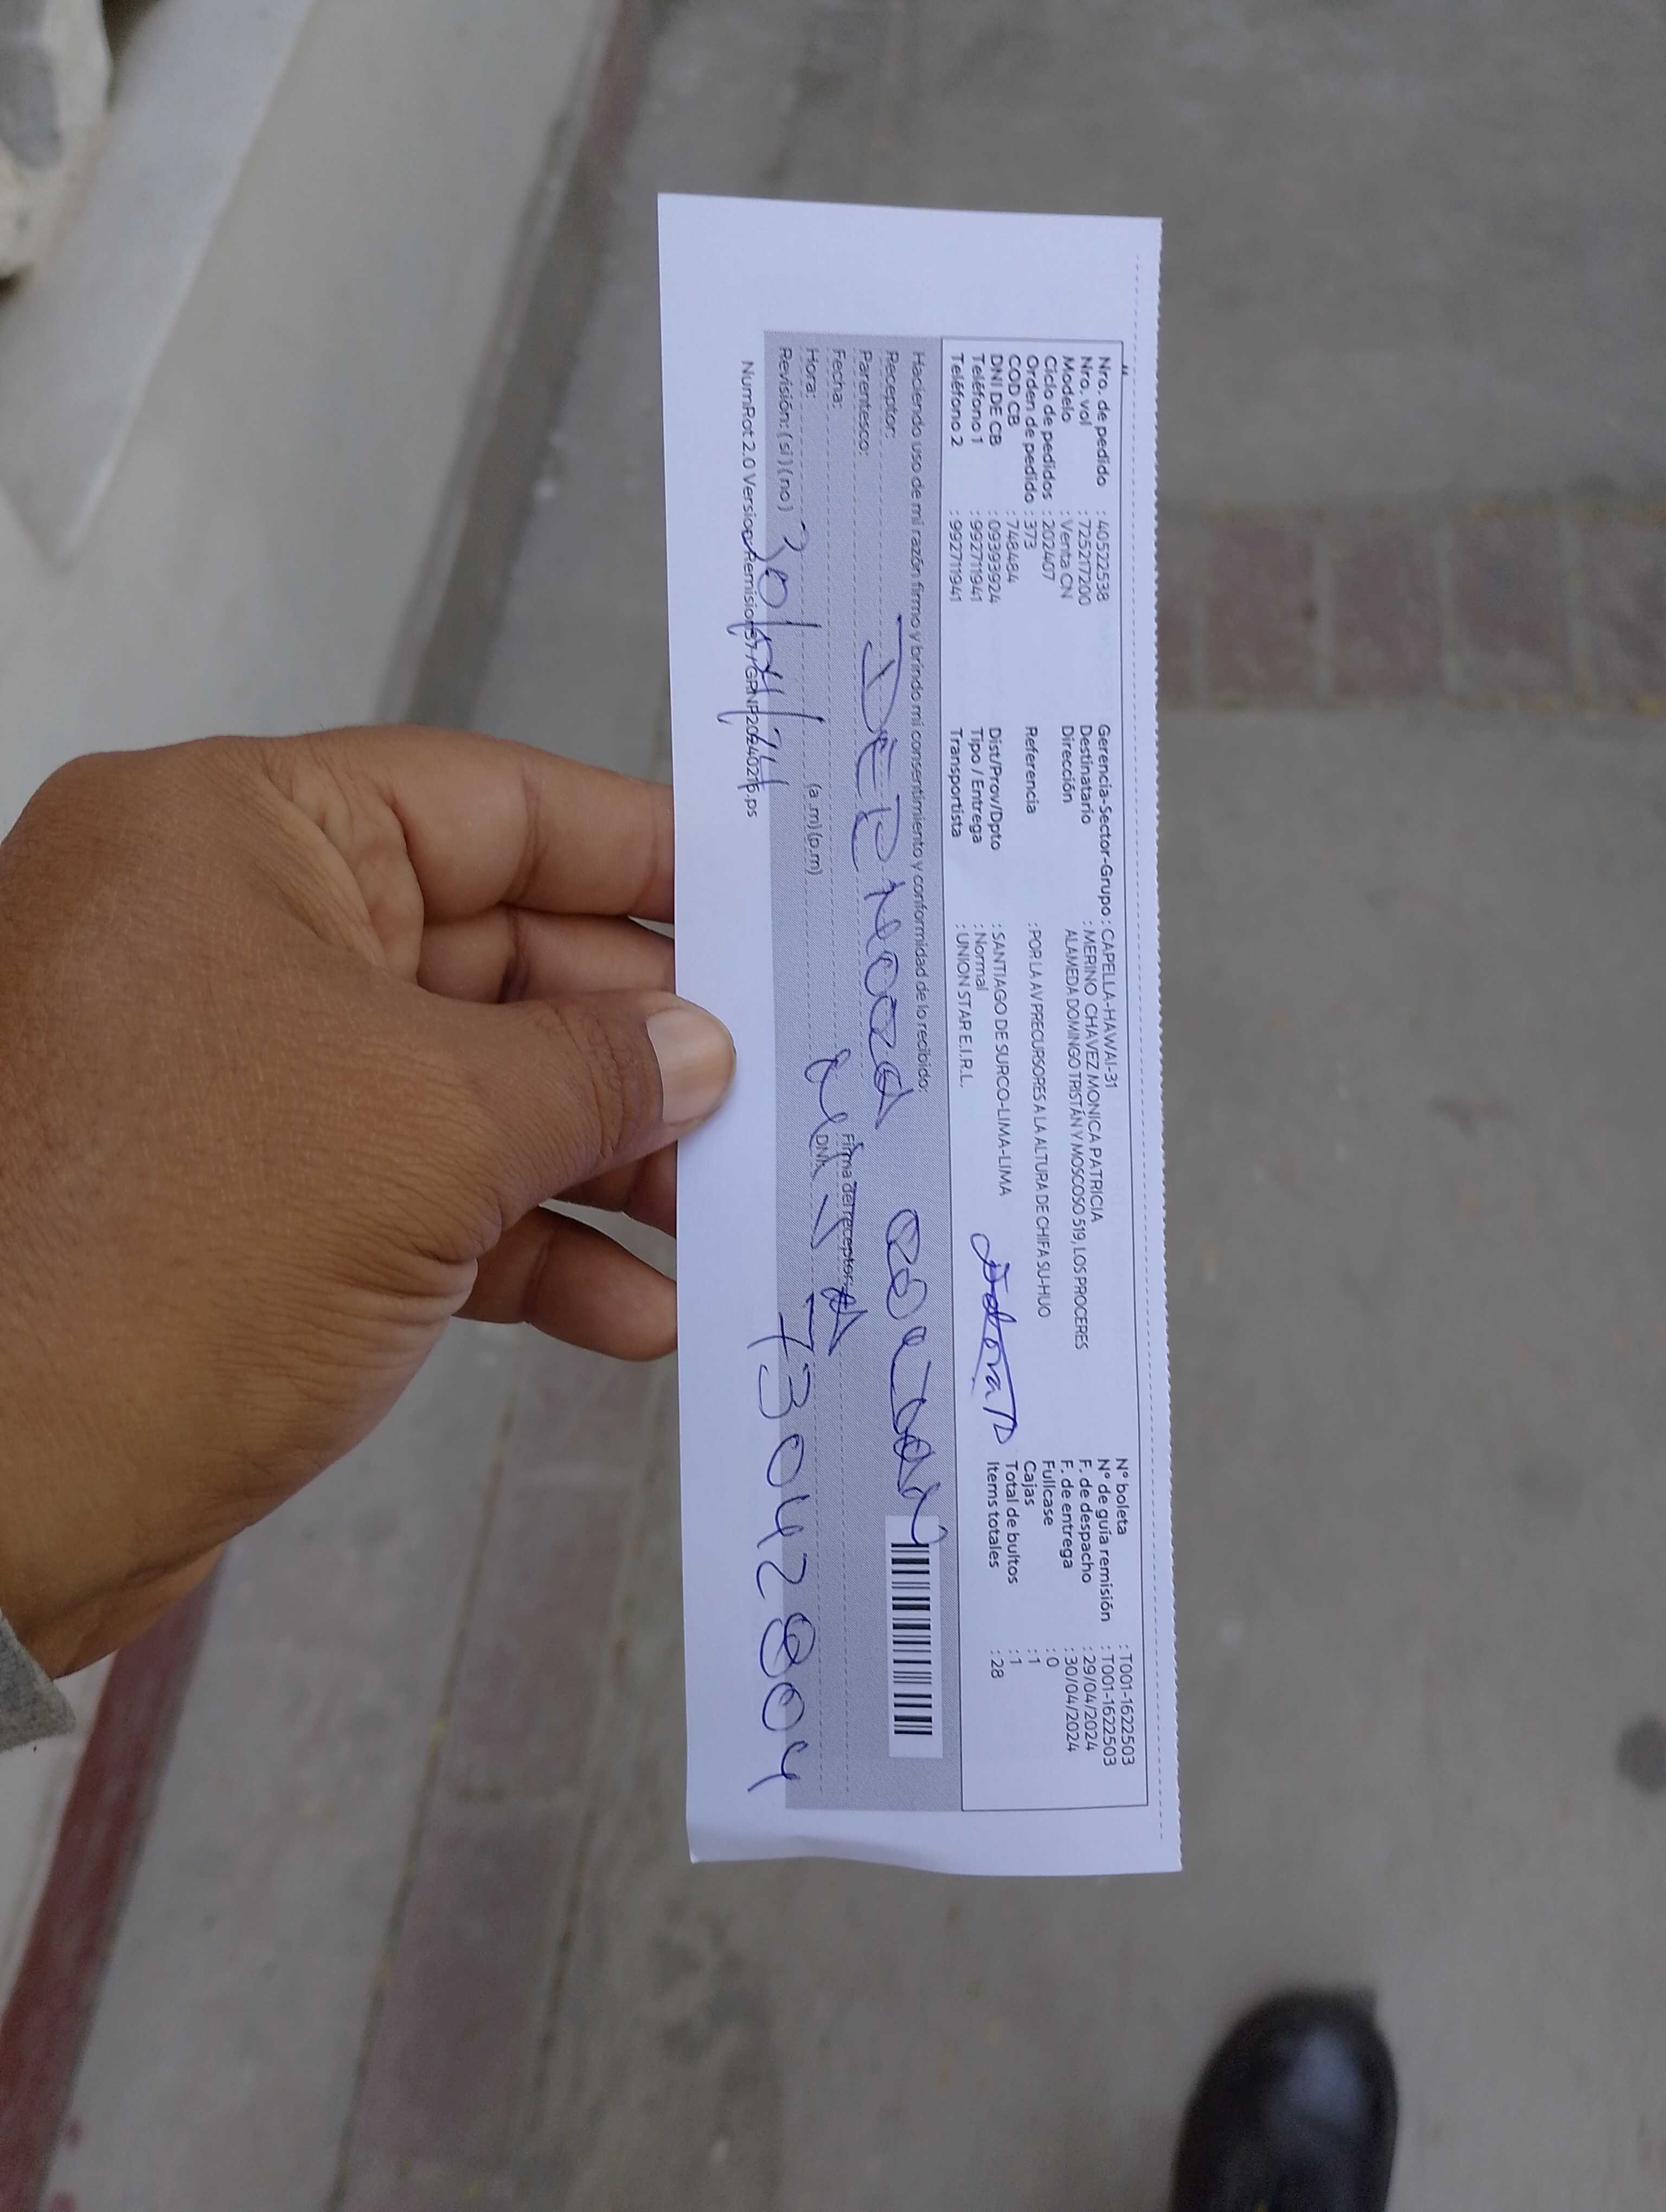 Nro. de pedido : 40522538
Nro. vol : 725217200
Modelo : Venta CN
Ciclo de pedidos : 202407
Orden de pedido : 373
COD CB : 748484
DNI DE CB : 09393924
Teléfono 1 : 992711941
Teléfono 2 : 992711941
Gerencia-Sector-Grupo : CAPELLA-HAWAI-31
Destinatario : MERINO CHAVEZ MONICA PATRICIA
Dirección ALAMEDA DOMINGO TRISTÁN Y MOSCOSO 519, LOS PROCERES
Referencia : POR LA AV PRECURSORES A LA ALTURA DE CHIFA SU-HUO
Dist/Prov/Dpto : SANTIAGO DE SURCO-LIMA-LIMA
Tipo / Entrega : Normal
Transportista : UNION STAR E.I.R.L.
N° boleta : T001-1622503
N° de guía remisión : T001-1622503
F. de despacho : 29/04/2024
F. de entrega : 30/04/2024
Fullcase : 0
Cajas : 1
Total de bultos : 1
Items totales : 28
Haciendo uso de mi razón firmo y brindo mi consentimiento y conformidad de lo recibido:
Receptor:
Parentesco:
Fecha: Firma del receptor:
Hora: (a.m) (p.m) DNI
73042804
Revisión: (si) (no) 30/04/24